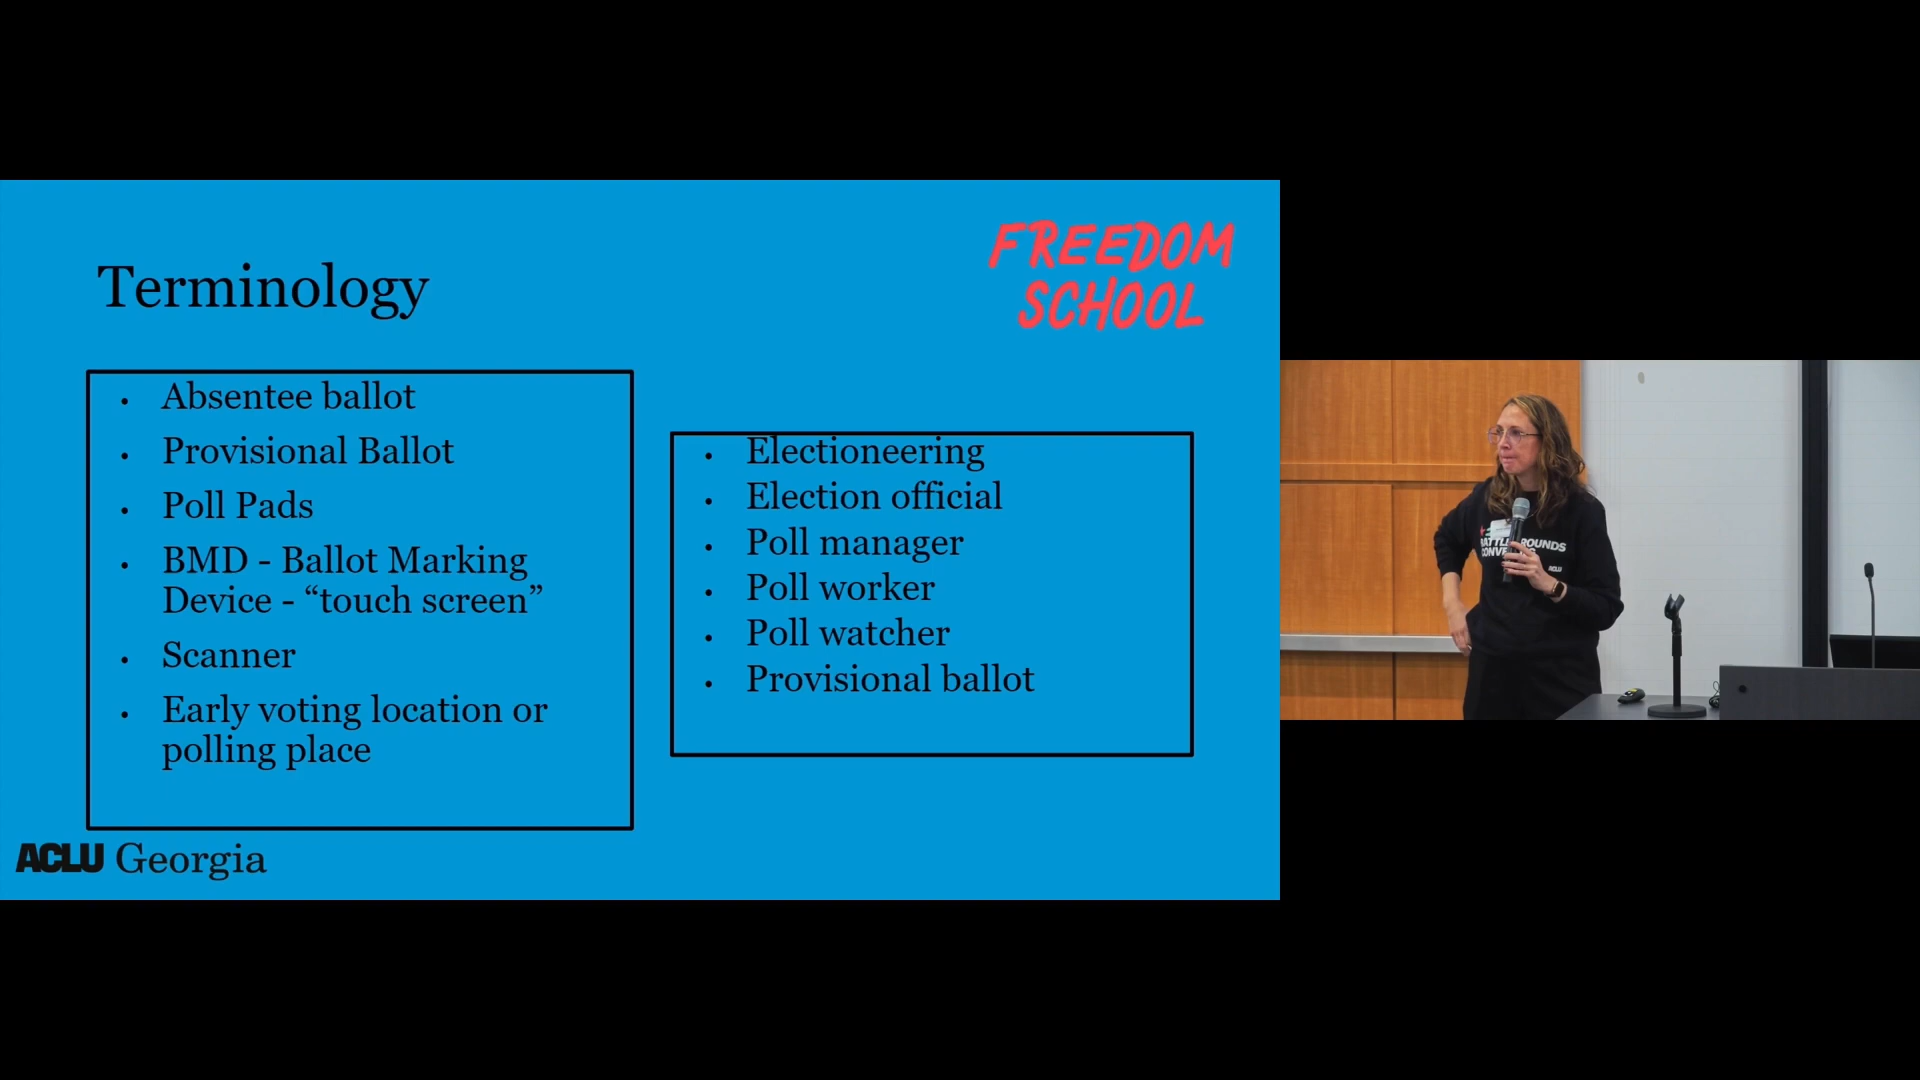 FREEDOM
SCHOOL
Terminology
• Absentee ballot
• Provisional Ballot
• Poll Pads
• BMD - Ballot Marking
Device - “touch screen”
• Scanner
• Early voting location or
polling place
• Electioneering
• Election official
• Poll manager
• Poll worker
• Poll watcher
• Provisional ballot
ACLU Georgia
ACLU